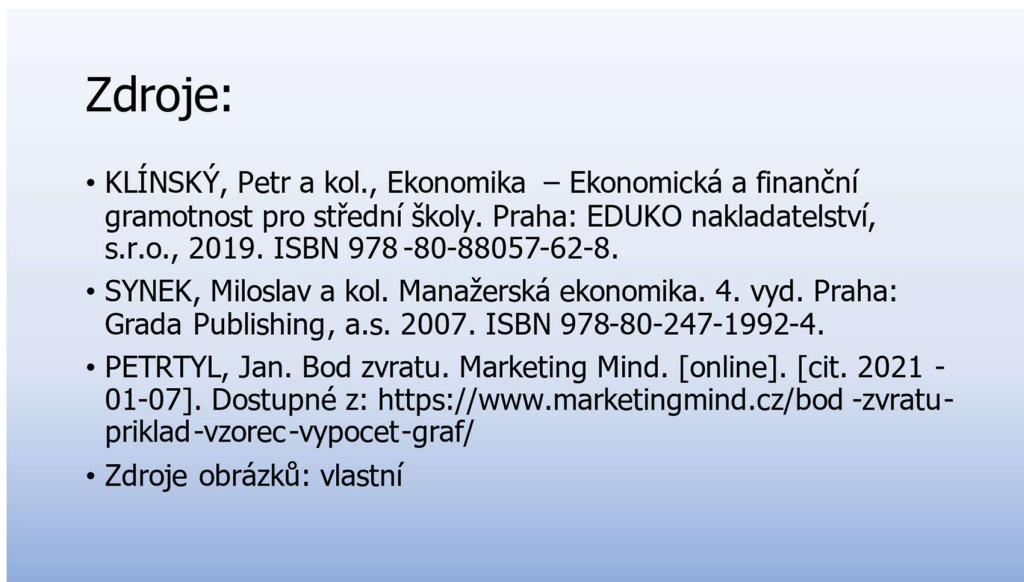 Zdroje:
• KLÍNSKÝ, Petr a kol., Ekonomika – Ekonomická a finanční
gramotnost pro střední školy. Praha: EDUKO nakladatelství,
s.r.o., 2019. ISBN 978 -80-88057-62-8.
• SYNEK, Miloslav a kol. Manažerská ekonomika. 4. vyd. Praha:
Grada Publishing, a.s. 2007. ISBN 978-80-247-1992-4.
• PETRTYL, Jan. Bod zvratu. Marketing Mind. [online]. [cit. 2021 -
01-07]. Dostupné z: https://www.marketingmind.cz/bod -zvratu-
priklad-vzorec-vypocet-graf/
• Zdroje obrázků: vlastní